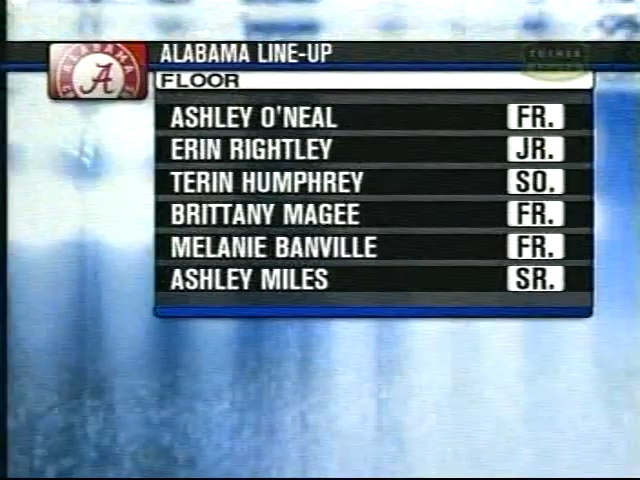 ALABAMA LINE-UP
FLOOR
ASHLEY O'NEAL FR.
ERIN RIGHTLEY JR.
TERIN HUMPHREY SO.
BRITTANY MAGEE FR.
MELANIE BANVILLE FR.
ASHLEY MILES SR.
ALABAMA
A